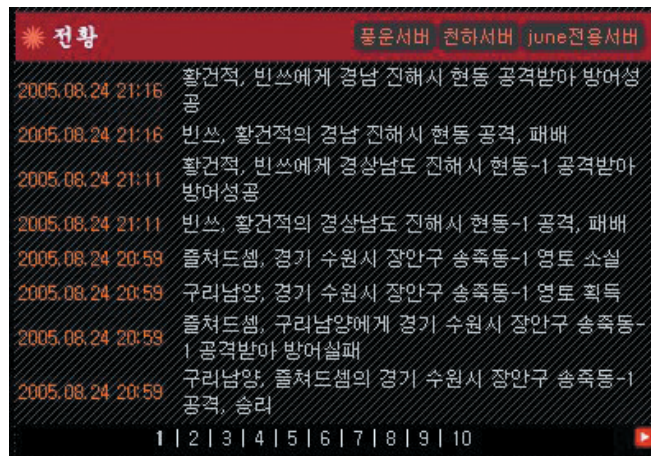 전황 풍운서버 천하서버 june전용서버
2005.08.24 21:16 황건적, 빈쓰에게 경남 진해시 현동 공격받아 방어성
공
2005.08.24 21:16 빈쓰, 황건적의 경남 진해시 현동 공격, 패배
2005.08.24 21:11 황건적, 빈쓰에게 경상남도 진해시 현동-1 공격받아
방어성공
2005.08.24 21:11 빈쓰, 황건적의 경상남도 진해시 현동-1 공격, 패배
2005.08.24 20:59 즐쳐드셈, 경기 수원시 장안구 송죽동-1 영토 소실
2005.08.24 20:59 구리남양, 경기 수원시 장안구 송죽동-1 영토 획득
2005.08.24 20:59 즐쳐드셈, 구리남양에게 경기 수원시 장안구 송죽동-
1 공격받아 방어실패
2005.08.24 20:59 구리남양, 즐쳐드셈의 경기 수원시 장안구 송죽동-1
공격, 승리
1 | 2 | 3 | 4 | 5 | 6 | 7 | 8 | 9 | 10